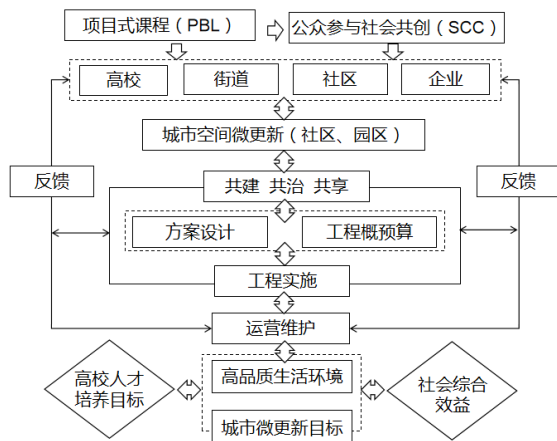 项目式课程（PBL）
公众参与社会共创（SCC）
高校
街道
社区
企业
城市空间微更新（社区、园区）
反馈
反馈
共建 共治 共享
方案设计
工程概预算
工程实施
运营维护
高校人才
培养目标
高品质生活环境
社会综合
效益
城市微更新目标